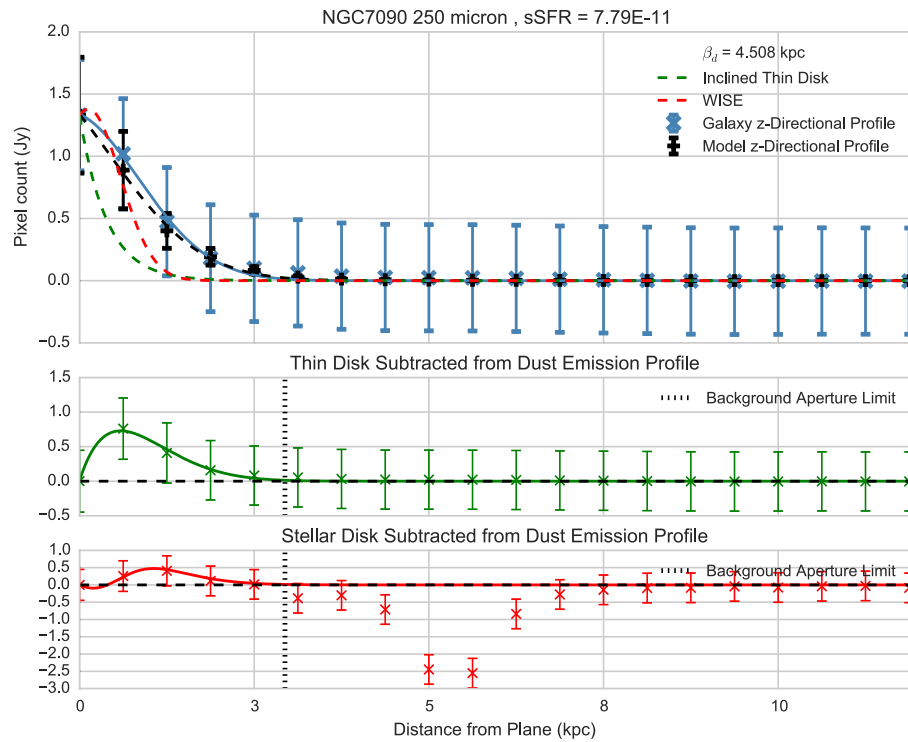 NGC7090 250 micron , sSFR = 7.79E-11
2.0
1.5
1.0
0.5
0.0
−0.5
Pixel count (Jy)
β_d = 4.508 kpc
Inclined Thin Disk
WISE
Galaxy z-Directional Profile
Model z-Directional Profile
Thin Disk Subtracted from Dust Emission Profile
1.5
1.0
0.5
0.0
−0.5
Background Aperture Limit
Stellar Disk Subtracted from Dust Emission Profile
1.0
0.5
0.0
−0.5
−1.0
−1.5
−2.0
−2.5
−3.0
Background Aperture Limit
0 3 5 8 10
Distance from Plane (kpc)